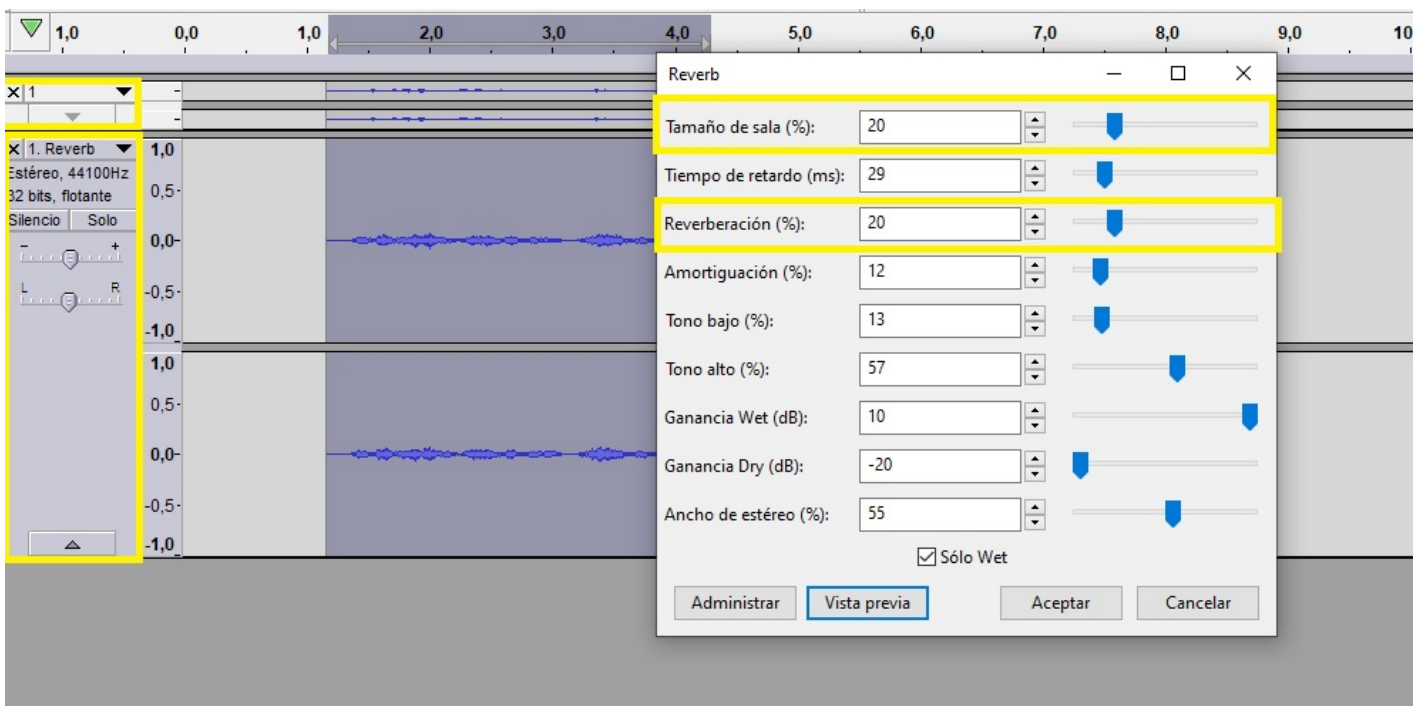 1,0 0,0 1,0 2,0 3,0 4,0 5,0 6,0 7,0 8,0 9,0 10
Reverb
1
Tamaño de sala (%): 20
1. Reverb 1,0
Estéreo, 44100Hz
32 bits, flotante 0,5
Silencio Solo
- + 0,0
L R -0,5
-1,0
1,0
0,5
0,0
-0,5
-1,0
Tiempo de retardo (ms): 29
Reverberación (%): 20
Amortiguación (%): 12
Tono bajo (%): 13
Tono alto (%): 57
Ganancia Wet (dB): 10
Ganancia Dry (dB): -20
Ancho de estéreo (%): 55
Sólo Wet
Administrar Vista previa Aceptar Cancelar